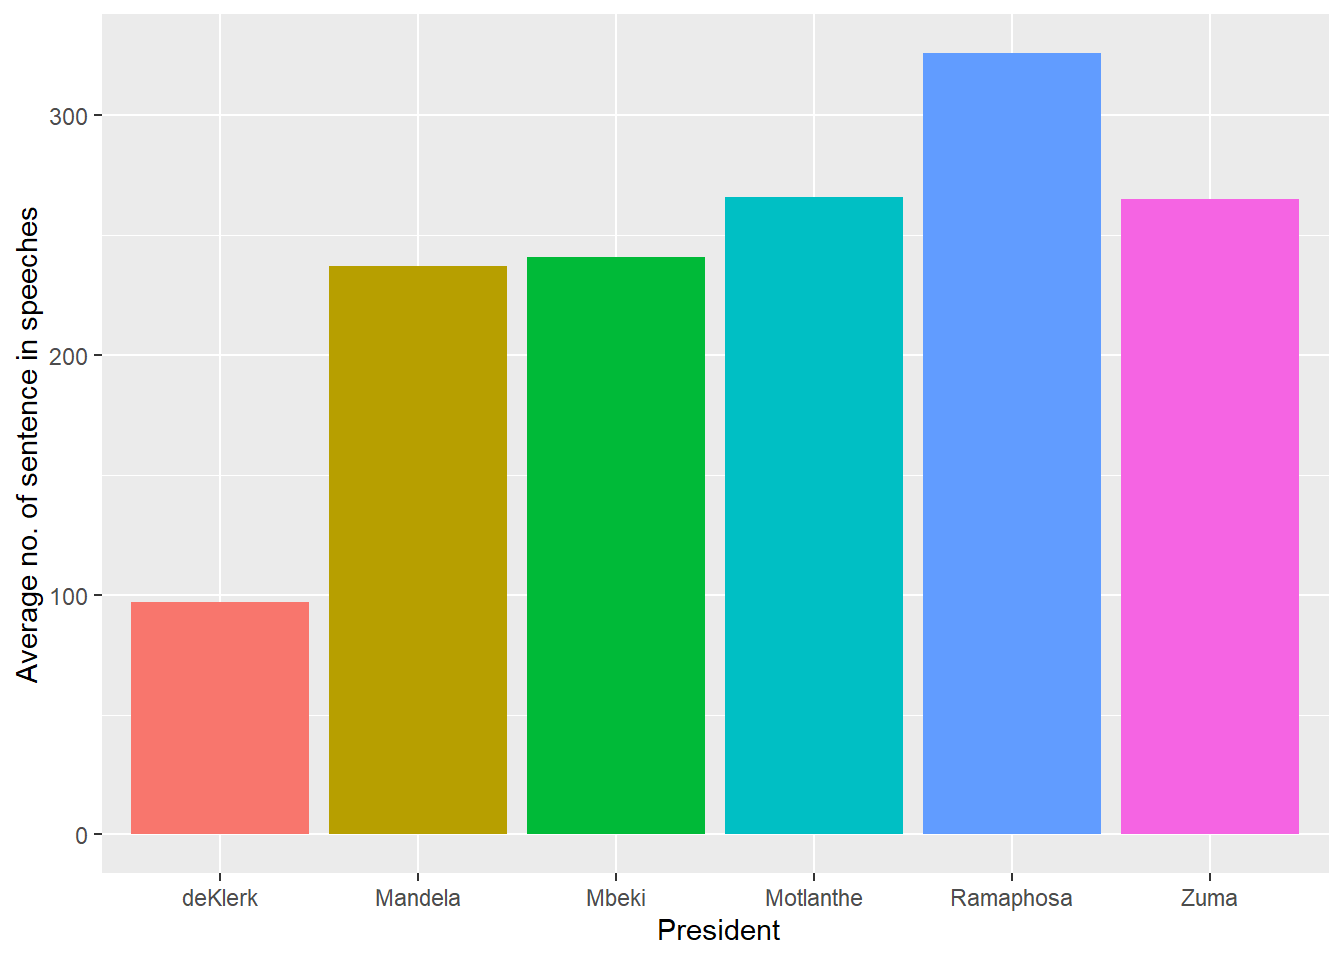 Average no. of sentence in speeches
300
200
100
0
deKlerk Mandela Mbeki Motlanthe Ramaphosa Zuma
President